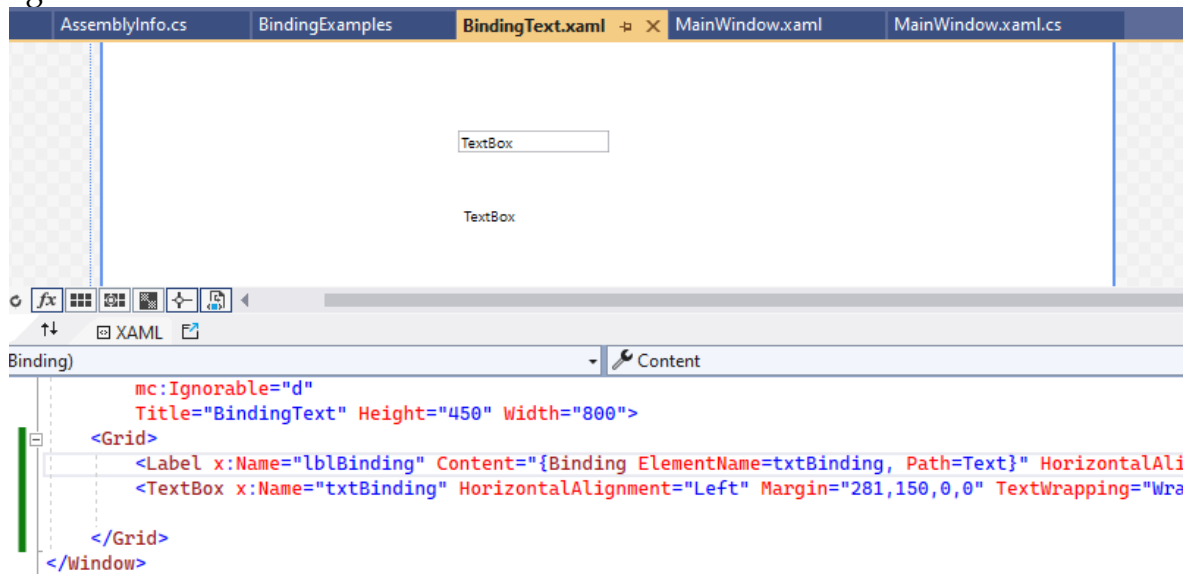 AssemblyInfo.cs BindingExamples BindingText.xaml MainWindow.xaml MainWindow.xaml.cs
TextBox
TextBox
fx
XAML
Binding) Content
mc:Ignorable="d"
Title="BindingText" Height="450" Width="800">
<Grid>
<Label x:Name="lblBinding" Content="{Binding ElementName=txtBinding, Path=Text}" HorizontalAli
<TextBox x:Name="txtBinding" HorizontalAlignment="Left" Margin="281,150,0,0" TextWrapping="Wra
</Grid>
</Window>